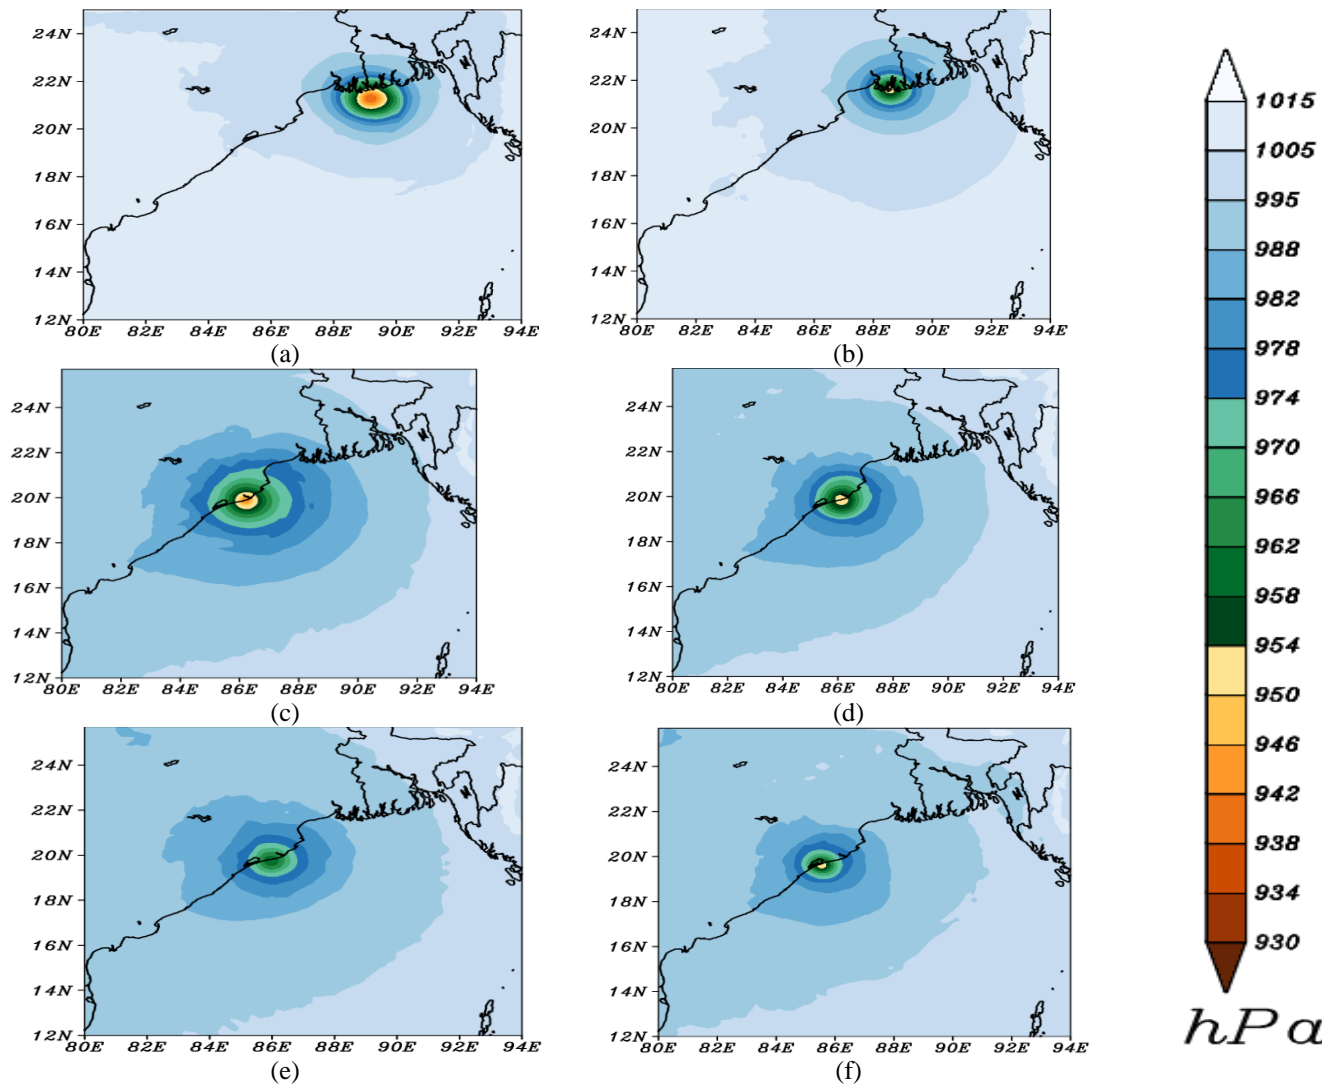 24N
22N
20N
18N
16N
14N
12N
80E 82E 84E 86E 88E 90E 92E 94E
(a)
24N
22N
20N
18N
16N
14N
12N
80E 82E 84E 86E 88E 90E 92E 94E
(b)
24N
22N
20N
18N
16N
14N
12N
80E 82E 84E 86E 88E 90E 92E 94E
(c)
24N
22N
20N
18N
16N
14N
12N
80E 82E 84E 86E 88E 90E 92E 94E
(d)
24N
22N
20N
18N
16N
14N
12N
80E 82E 84E 86E 88E 90E 92E 94E
(e)
24N
22N
20N
18N
16N
14N
12N
80E 82E 84E 86E 88E 90E 92E 94E
(f)
1015
1005
995
988
982
978
974
970
966
962
958
954
950
946
942
938
934
930
hPa